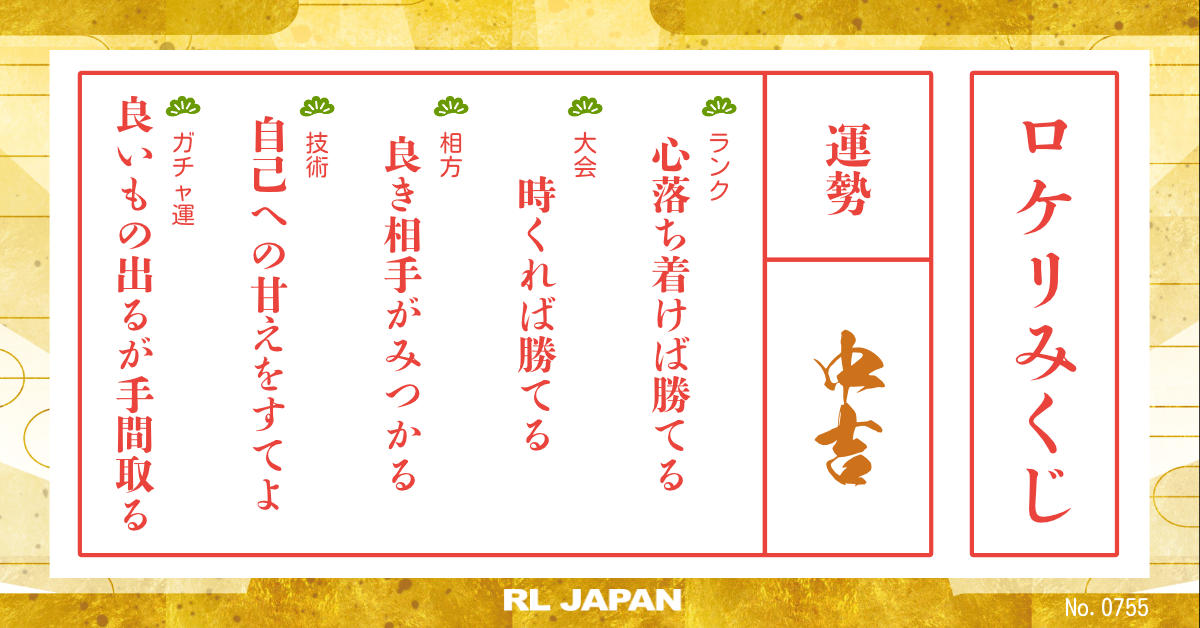 ロケリみくじ
運勢
中吉
ランク
心落ち着けば勝てる
大会
時くれば勝てる
相方
良き相手がみつかる
技術
自己への甘えをすてよ
ガチャ運
良いもの出るが手間取る
RL JAPAN
No. 0755